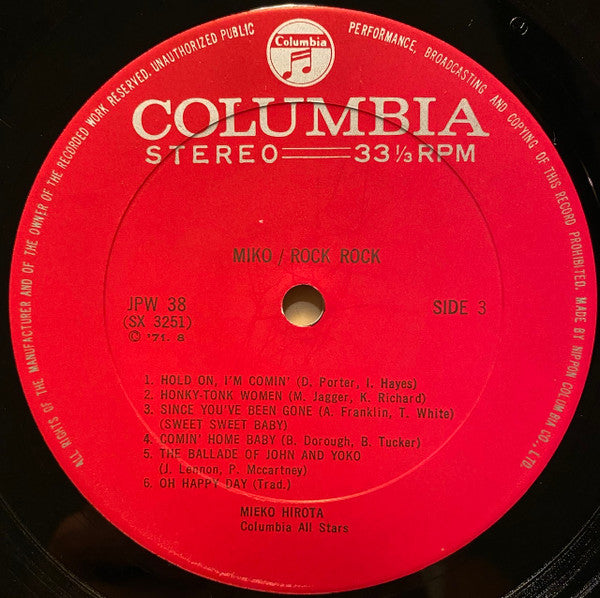 ALL RIGHTS OF THE MANUFACTURER AND OF THE OWNER OF THE RECORDED WORK RESERVED. UNAUTHORIZED PUBLIC PERFORMANCE, BROADCASTING AND COPYING OF THIS RECORD PROHIBITED. MADE BY NIPPON COLUMBIA CO., LTD.
Columbia
COLUMBIA
STEREO 33 1/3 RPM
MIKO / ROCK ROCK
JPW 38 SIDE 3
(SX 3251)
© '71. 8
1. HOLD ON, I'M COMIN' (D. Porter, I. Hayes)
2. HONKY-TONK WOMEN (M. Jagger, K. Richard)
3. SINCE YOU'VE BEEN GONE (A. Franklin, T. White)
(SWEET SWEET BABY)
4. COMIN' HOME BABY (B. Dorough, B. Tucker)
5. THE BALLADE OF JOHN AND YOKO
(J. Lennon, P. Mccartney)
6. OH HAPPY DAY (Trad.)
MIEKO HIROTA
Columbia All Stars